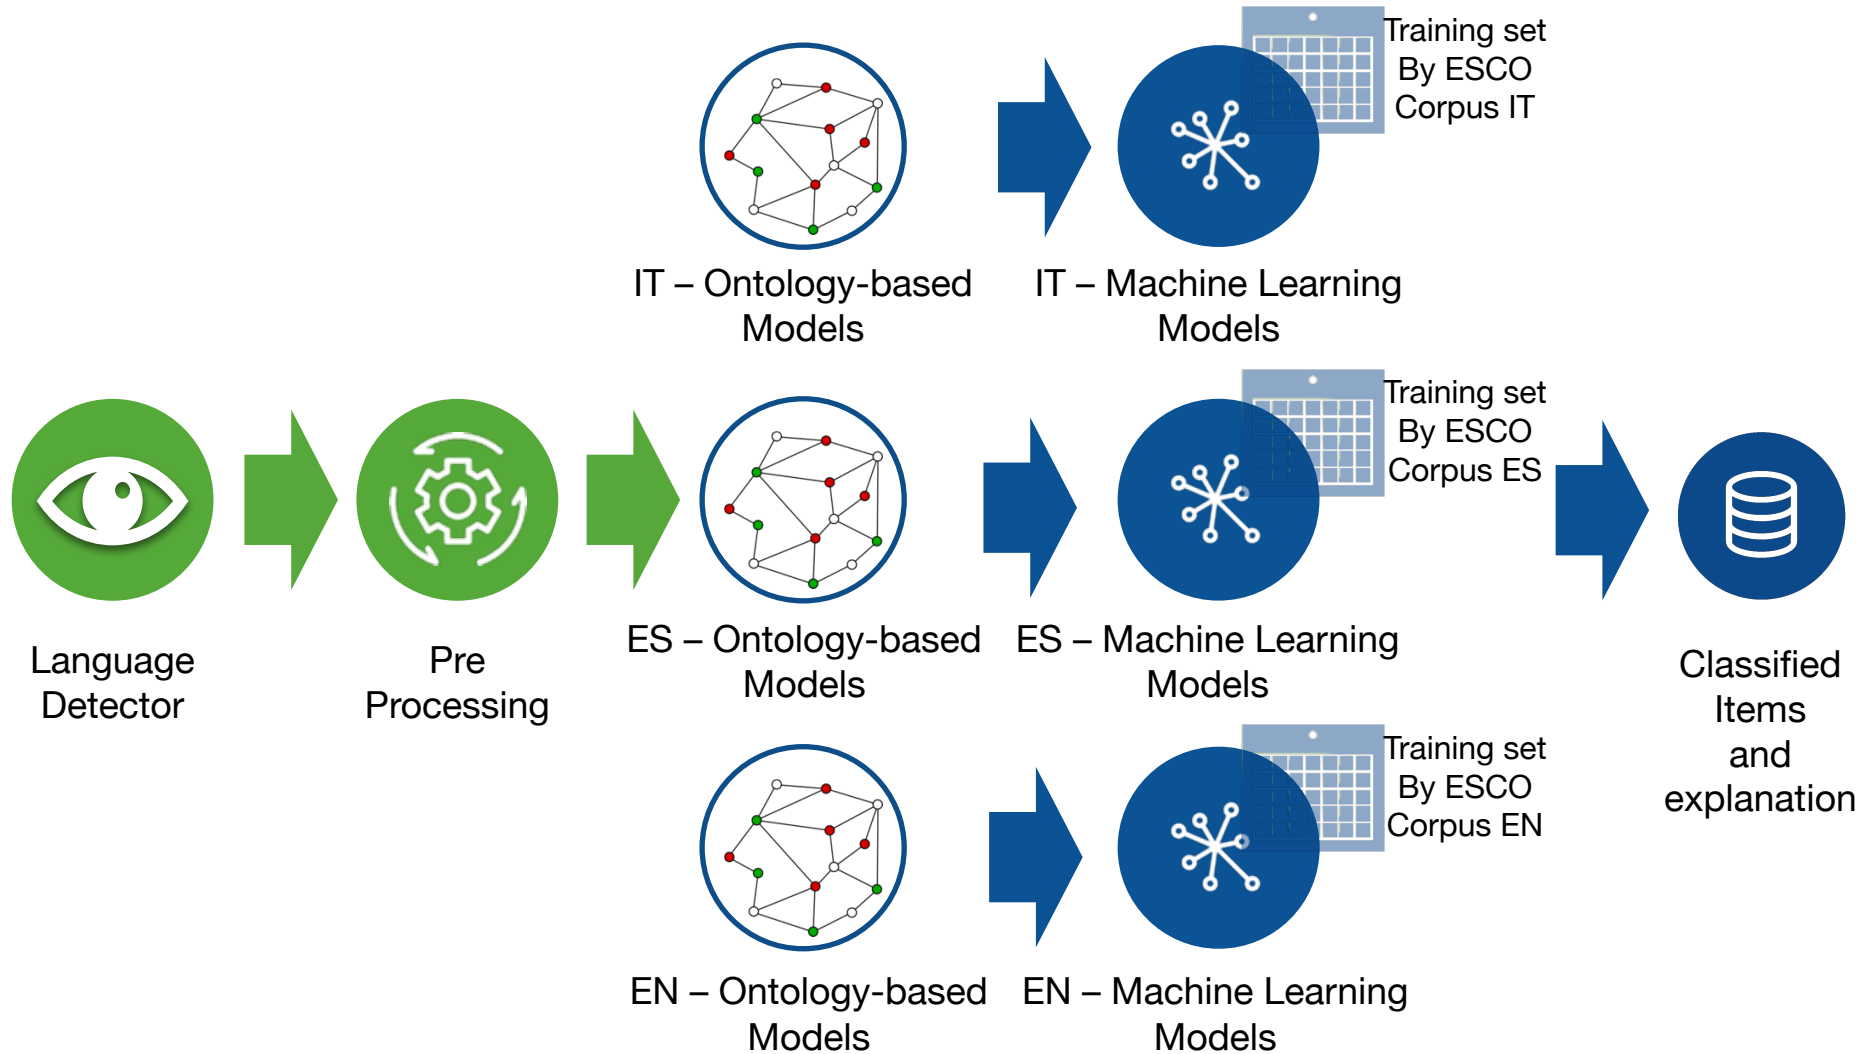 Training set
By ESCO
Corpus IT
IT – Ontology-based
Models
IT – Machine Learning
Models
Training set
By ESCO
Corpus ES
Language
Detector
Pre
Processing
ES – Ontology-based
Models
ES – Machine Learning
Models
Classified
Items
and
explanation
Training set
By ESCO
Corpus EN
EN – Ontology-based
Models
EN – Machine Learning
Models